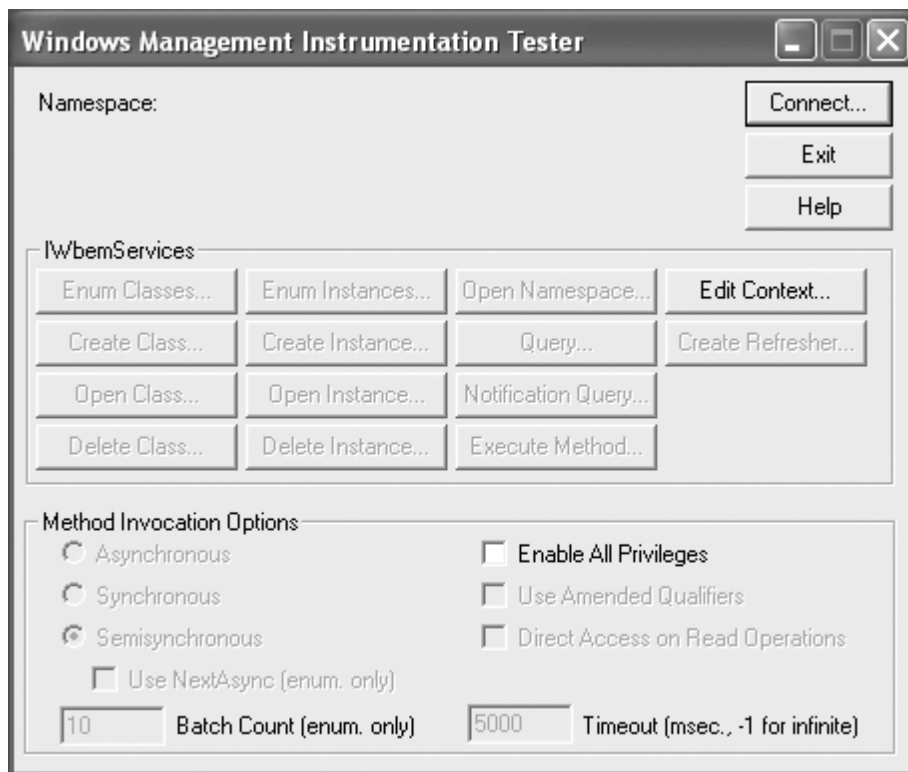 Windows Management Instrumentation Tester
Namespace:
Connect...
Exit
Help
IWbemServices
Enum Classes... Enum Instances... Open Namespace... Edit Context...
Create Class... Create Instance... Query... Create Refresher...
Open Class... Open Instance... Notification Query...
Delete Class... Delete Instance... Execute Method...
Method Invocation Options
Asynchronous Enable All Privileges
Synchronous Use Amended Qualifiers
Semisynchronous Direct Access on Read Operations
Use NextAsync (enum. only)
10 Batch Count (enum. only) 5000 Timeout (msec., -1 for infinite)